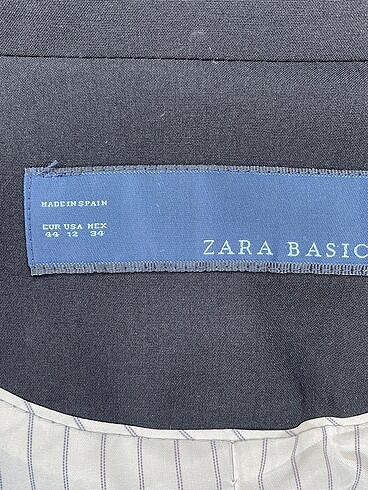 MADE IN SPAIN
EUR USA MEX
44 12 34
ZARA BASIC